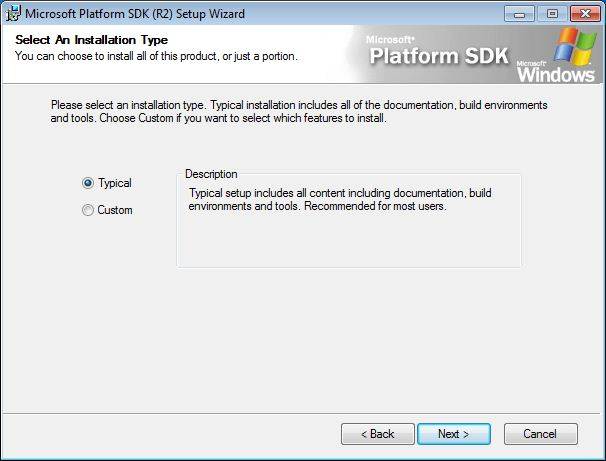 Microsoft Platform SDK (R2) Setup Wizard
Select An Installation Type
You can choose to install all of this product, or just a portion.
Microsoft®
Platform SDK
Microsoft®
Windows
Please select an installation type. Typical installation includes all of the documentation, build environments
and tools. Choose Custom if you want to select which features to install.
Typical
Custom
Description
Typical setup includes all content including documentation, build
environments and tools. Recommended for most users.
< Back
Next >
Cancel